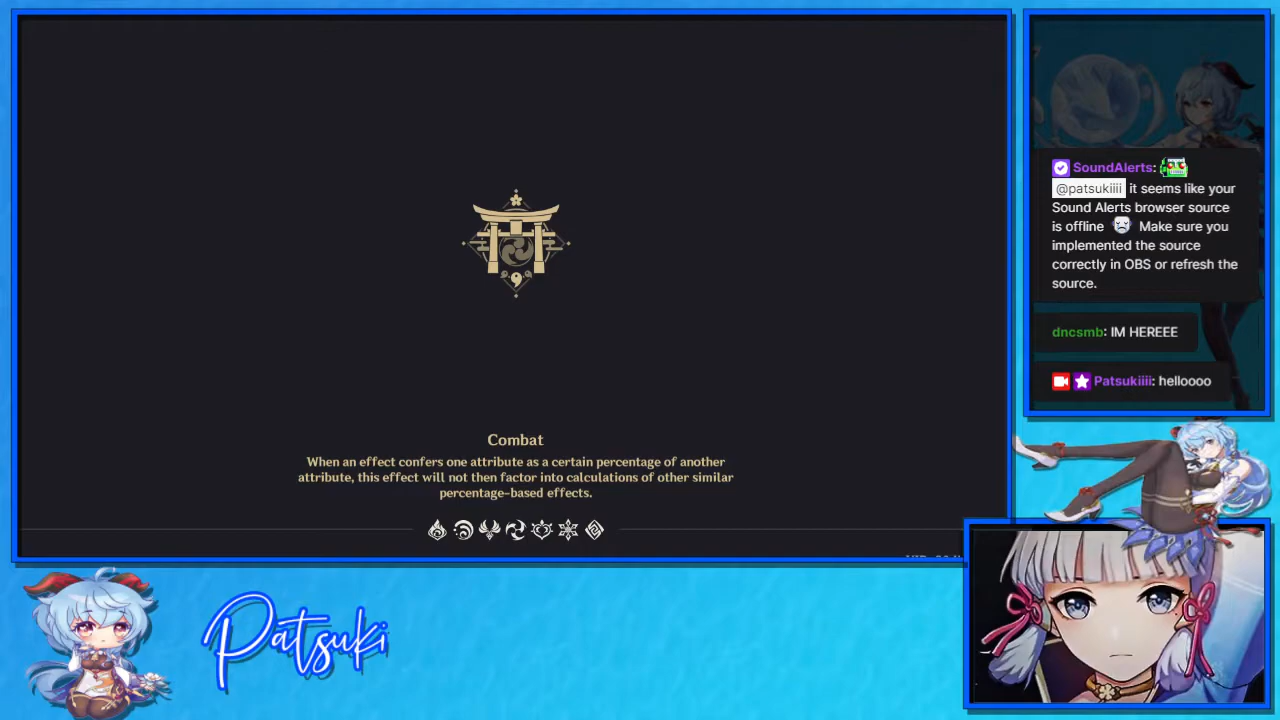 SoundAlerts:
@patsukiiii it seems like your
Sound Alerts browser source
is offline Make sure you
implemented the source
correctly in OBS or refresh the
source.
dncsmb: IM HEREEE
Patsukiiii: helloooo
Combat
When an effect confers one attribute as a certain percentage of another
attribute, this effect will not then factor into calculations of other similar
percentage-based effects.
Patsuki